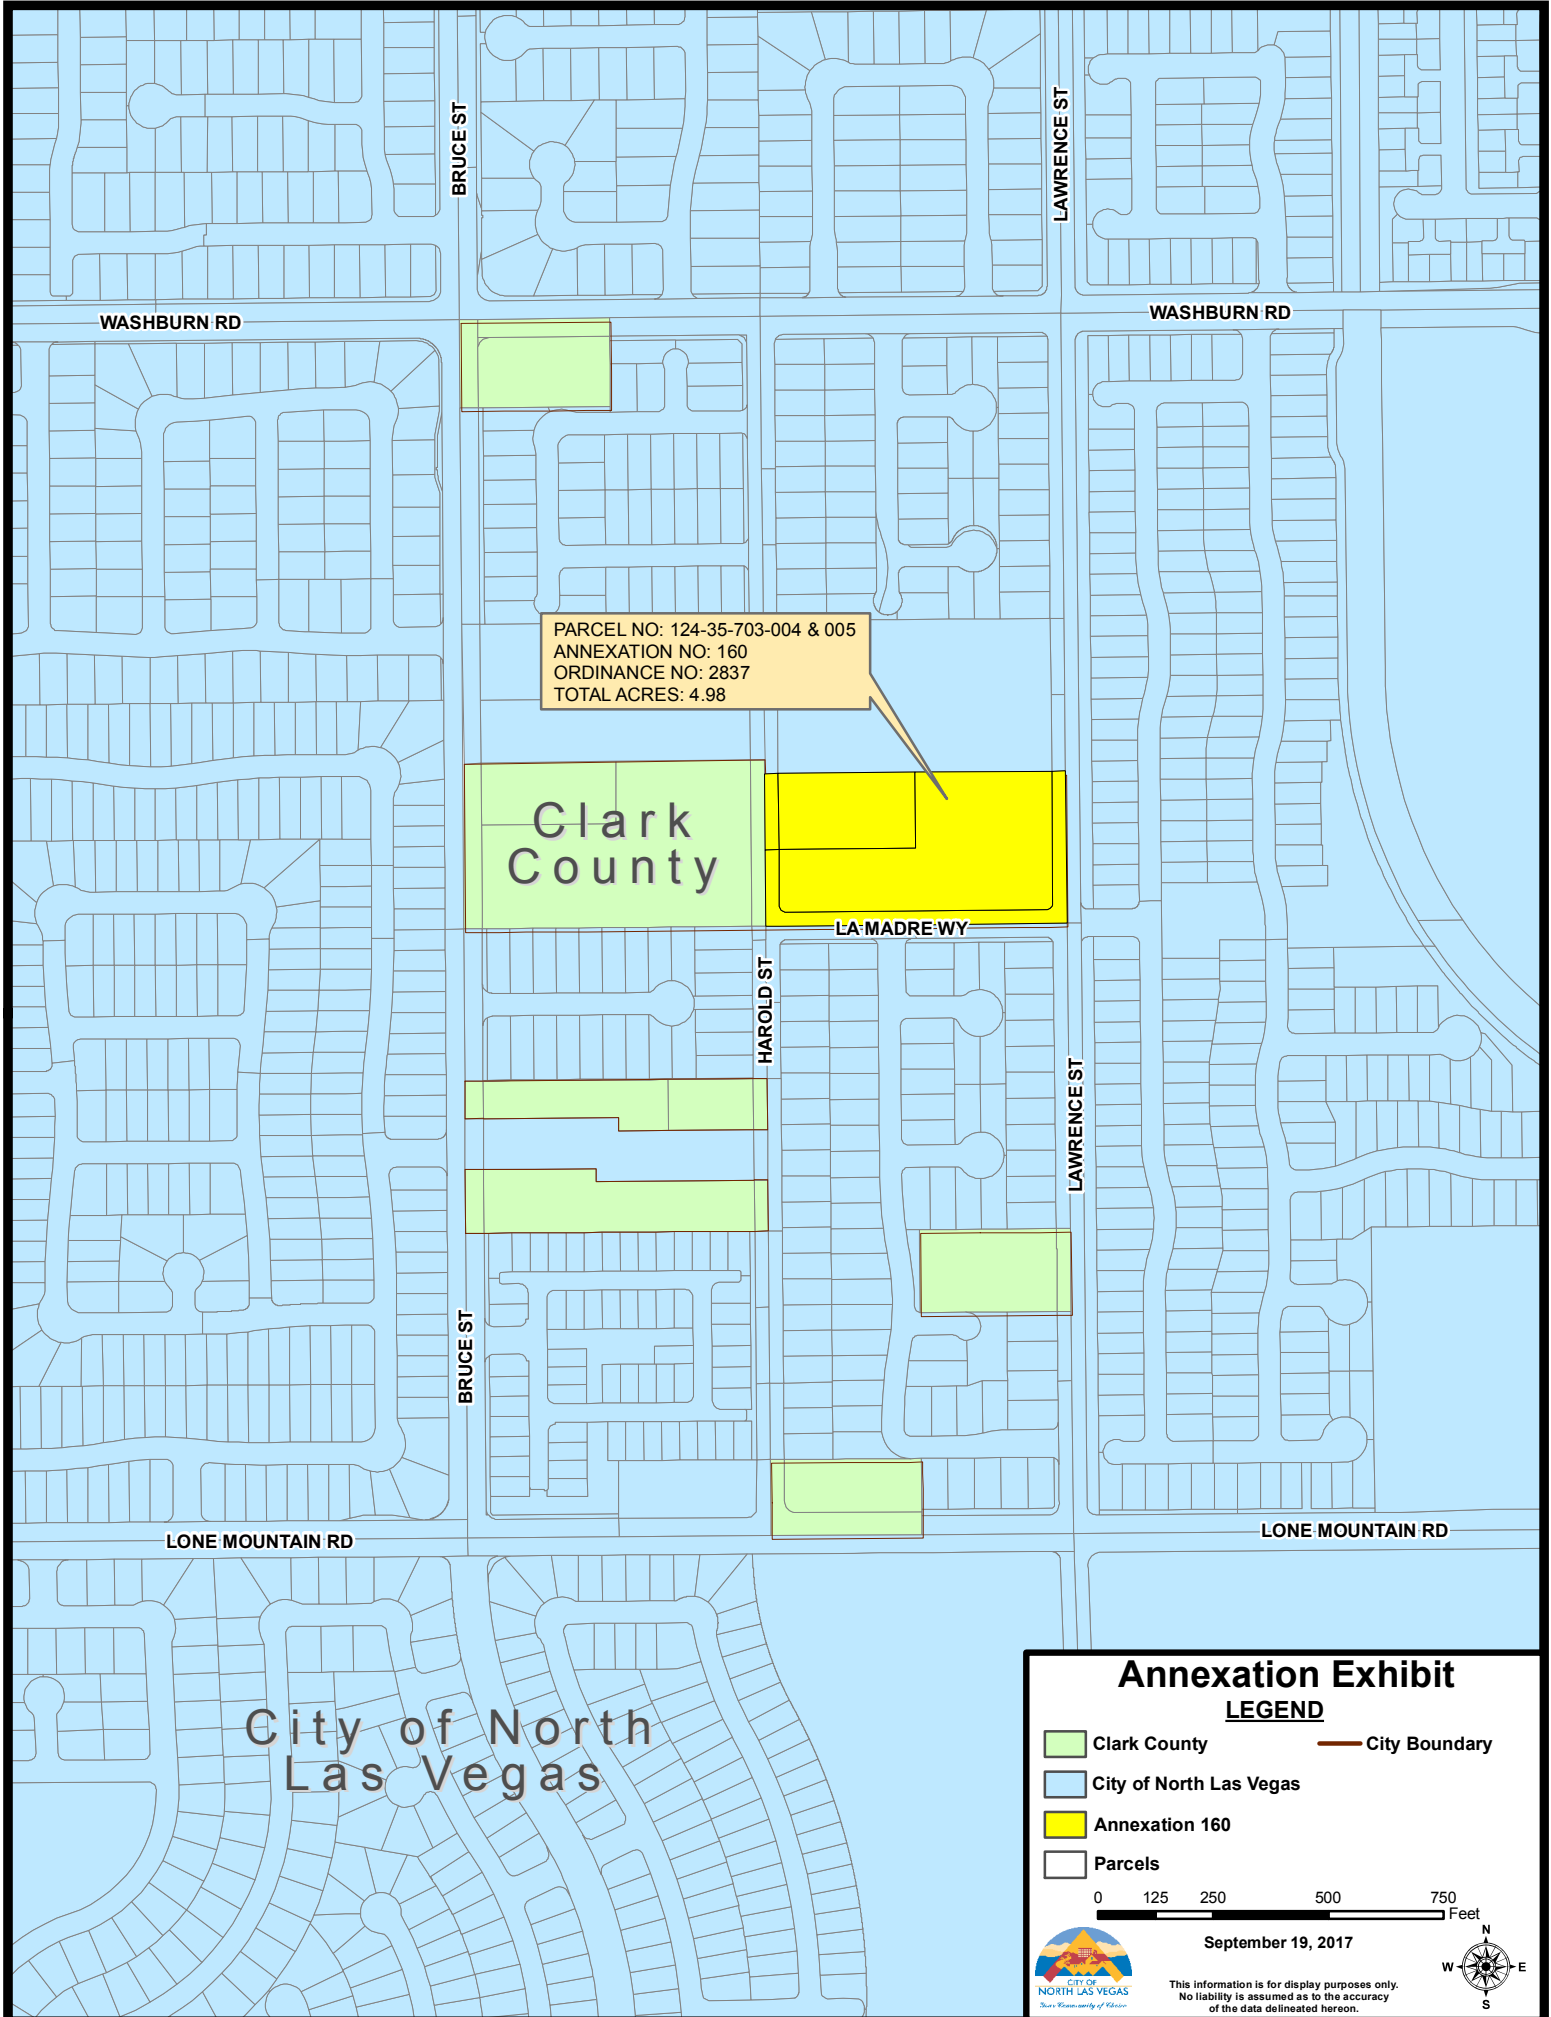 BRUCE ST
LAWRENCE ST
WASHBURN RD
WASHBURN RD
PARCEL NO: 124-35-703-004 & 005
ANNEXATION NO: 160
ORDINANCE NO: 2837
TOTAL ACRES: 4.98
Clark
County
LA MADRE WY
HAROLD ST
LAWRENCE ST
BRUCE ST
LONE MOUNTAIN RD
LONE MOUNTAIN RD
City of North
Las Vegas
Annexation Exhibit
LEGEND
Clark County
City Boundary
City of North Las Vegas
Annexation 160
Parcels
0 125 250 500 750
Feet
September 19, 2017
N
W E
S
CITY OF
NORTH LAS VEGAS
Your Community of Choice
This information is for display purposes only.
No liability is assumed as to the accuracy
of the data delineated hereon.